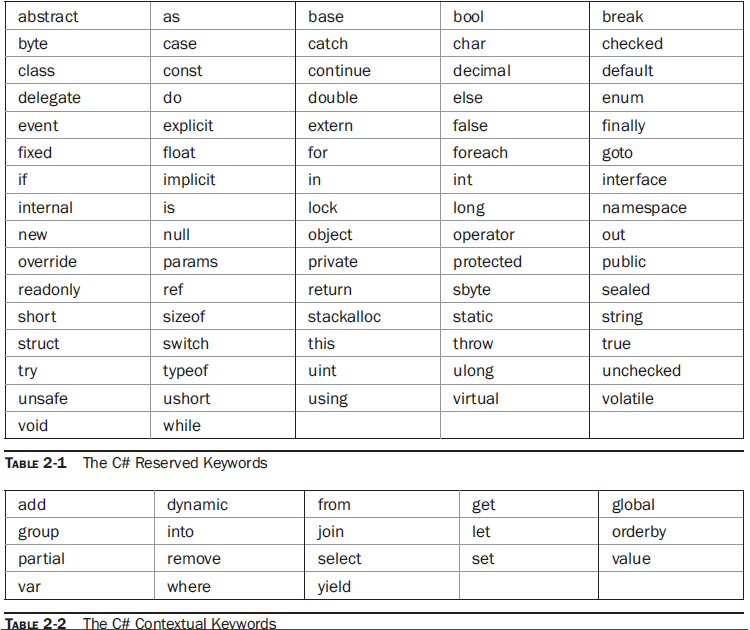 abstract as base bool break
byte case catch char checked
class const continue decimal default
delegate do double else enum
event explicit extern false finally
fixed float for foreach goto
if implicit in int interface
internal is lock long namespace
new null object operator out
override params private protected public
readonly ref return sbyte sealed
short sizeof stackalloc static string
struct switch this throw true
try typeof uint ulong unchecked
unsafe ushort using virtual volatile
void while
TABLE 2-1 The C# Reserved Keywords
add dynamic from get global
group into join let orderby
partial remove select set value
var where yield
TABLE 2-2 The C# Contextual Keywords